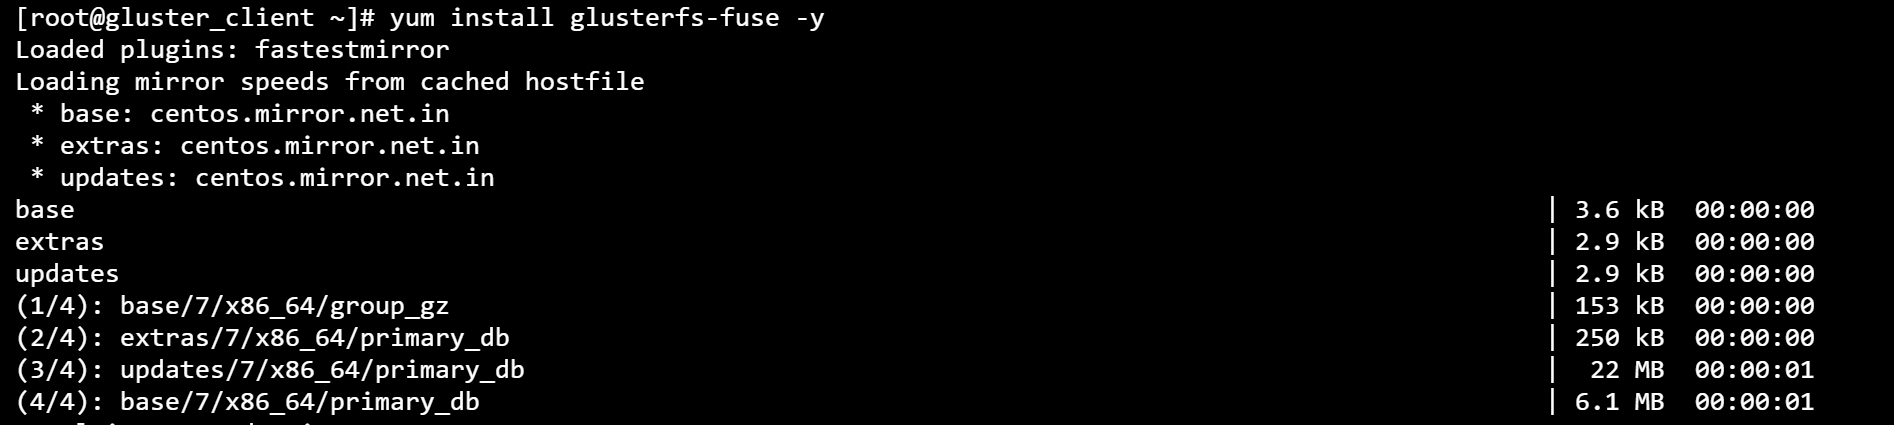 [root@gluster_client ~]# yum install glusterfs-fuse -y
Loaded plugins: fastestmirror
Loading mirror speeds from cached hostfile
 * base: centos.mirror.net.in
 * extras: centos.mirror.net.in
 * updates: centos.mirror.net.in
base | 3.6 kB 00:00:00
extras | 2.9 kB 00:00:00
updates | 2.9 kB 00:00:00
(1/4): base/7/x86_64/group_gz | 153 kB 00:00:00
(2/4): extras/7/x86_64/primary_db | 250 kB 00:00:00
(3/4): updates/7/x86_64/primary_db | 22 MB 00:00:01
(4/4): base/7/x86_64/primary_db | 6.1 MB 00:00:01